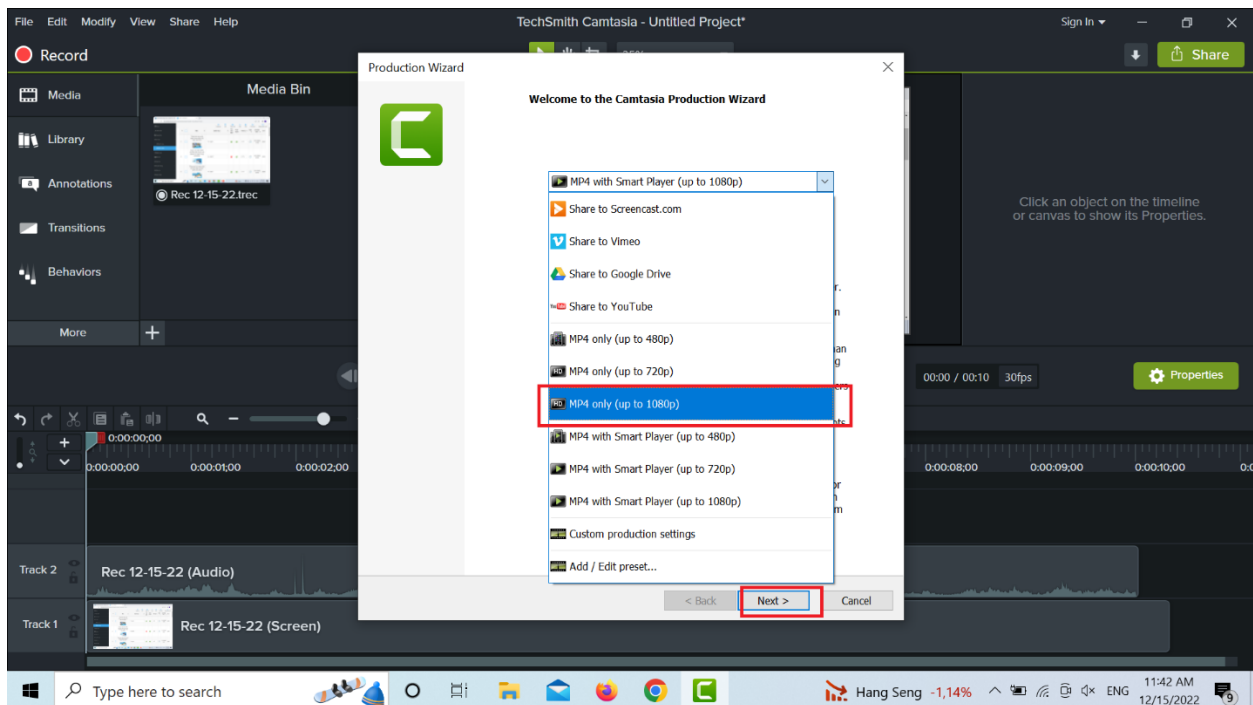 File Edit Modify View Share Help
TechSmith Camtasia - Untitled Project*
Sign In
Record
Share
Production Wizard
Media
Media Bin
Welcome to the Camtasia Production Wizard
Library
Annotations
Rec 12-15-22.trec
Transitions
Behaviors
More
MP4 with Smart Player (up to 1080p)
Share to Screencast.com
Share to Vimeo
Share to Google Drive
Share to YouTube
MP4 only (up to 480p)
MP4 only (up to 720p)
MP4 only (up to 1080p)
MP4 with Smart Player (up to 480p)
MP4 with Smart Player (up to 720p)
MP4 with Smart Player (up to 1080p)
Custom production settings
Add / Edit preset...
< Back Next > Cancel
Click an object on the timeline
or canvas to show its Properties.
00:00 / 00:10 30fps
Properties
0:00:00;00
0:00:00;00 0:00:01;00 0:00:02;00 0:00:08;00 0:00:09;00 0:00:10;00
Track 2 Rec 12-15-22 (Audio)
Track 1 Rec 12-15-22 (Screen)
Type here to search
Hang Seng -1,14%
ENG
11:42 AM
12/15/2022
9